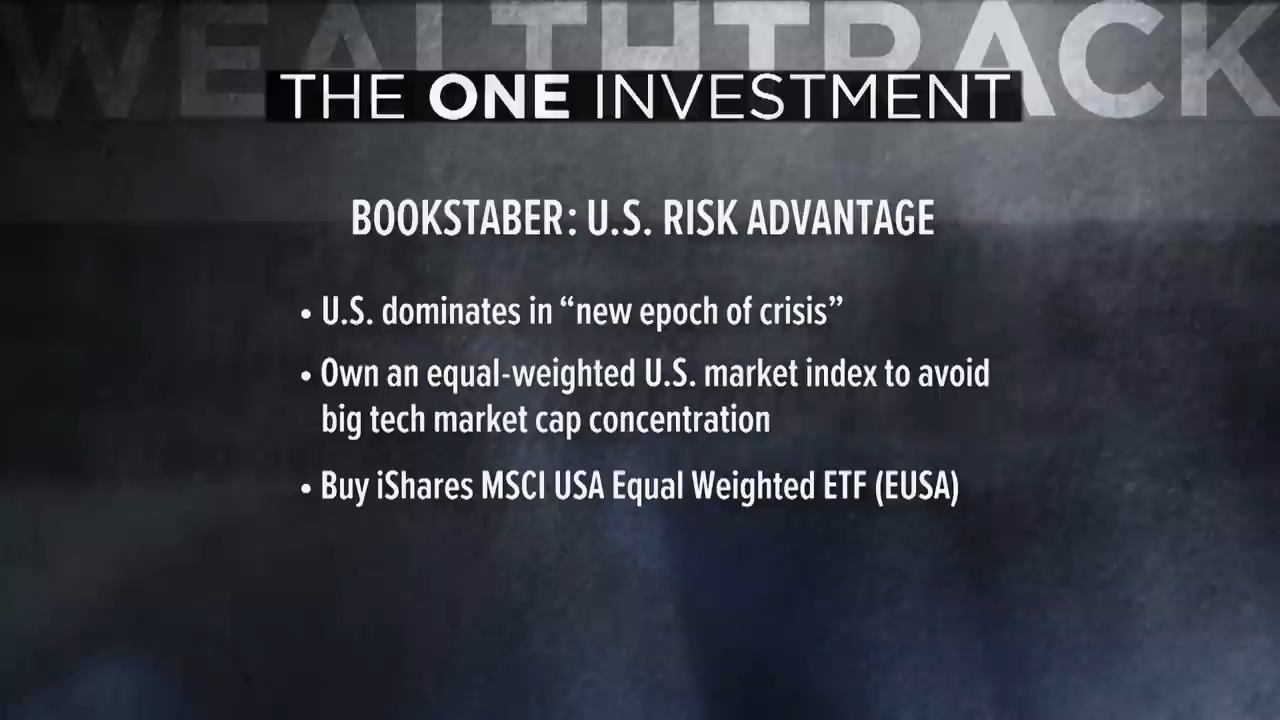 WEALTHTRACK
THE ONE INVESTMENT
BOOKSTABER: U.S. RISK ADVANTAGE
• U.S. dominates in “new epoch of crisis”
• Own an equal-weighted U.S. market index to avoid
big tech market cap concentration
• Buy iShares MSCI USA Equal Weighted ETF (EUSA)